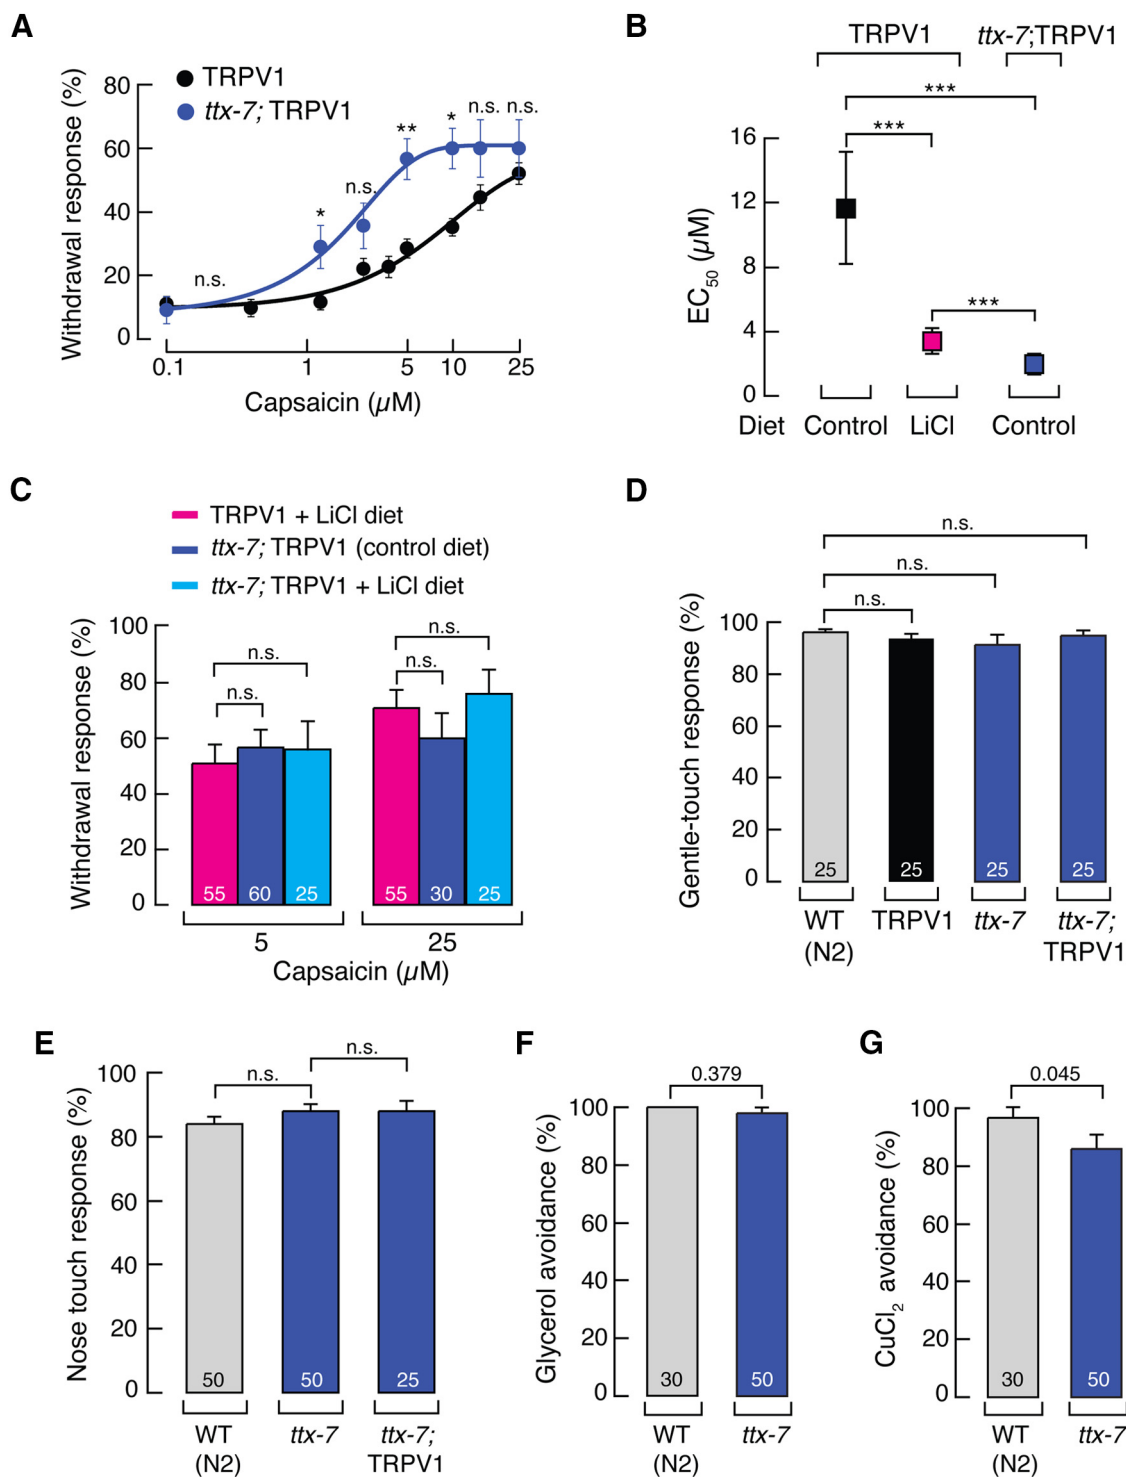 A
TRPV1
ttx-7; TRPV1
Withdrawal response (%)
80
60
40
20
0
n.s.
*
n.s.
**
*
n.s.
n.s.
0.1
1
5
10
25
Capsaicin (µM)
B
TRPV1
ttx-7;TRPV1
***
***
***
EC50 (µM)
16
12
8
4
0
Diet
Control
LiCl
Control
C
TRPV1 + LiCl diet
ttx-7; TRPV1 (control diet)
ttx-7; TRPV1 + LiCl diet
Withdrawal response (%)
100
80
60
40
20
0
n.s.
n.s.
n.s.
n.s.
55
60
25
55
30
25
5
25
Capsaicin (µM)
D
n.s.
n.s.
n.s.
Gentle-touch response (%)
100
80
60
40
20
0
25
25
25
25
WT
(N2)
TRPV1
ttx-7
ttx-7;
TRPV1
E
Nose touch response (%)
100
80
60
40
20
0
n.s.
n.s.
50
50
25
WT
(N2)
ttx-7
ttx-7;
TRPV1
F
Glycerol avoidance (%)
100
80
60
40
20
0
0.379
30
50
WT
(N2)
ttx-7
G
CuCl2 avoidance (%)
100
80
60
40
20
0
0.045
30
50
WT
(N2)
ttx-7